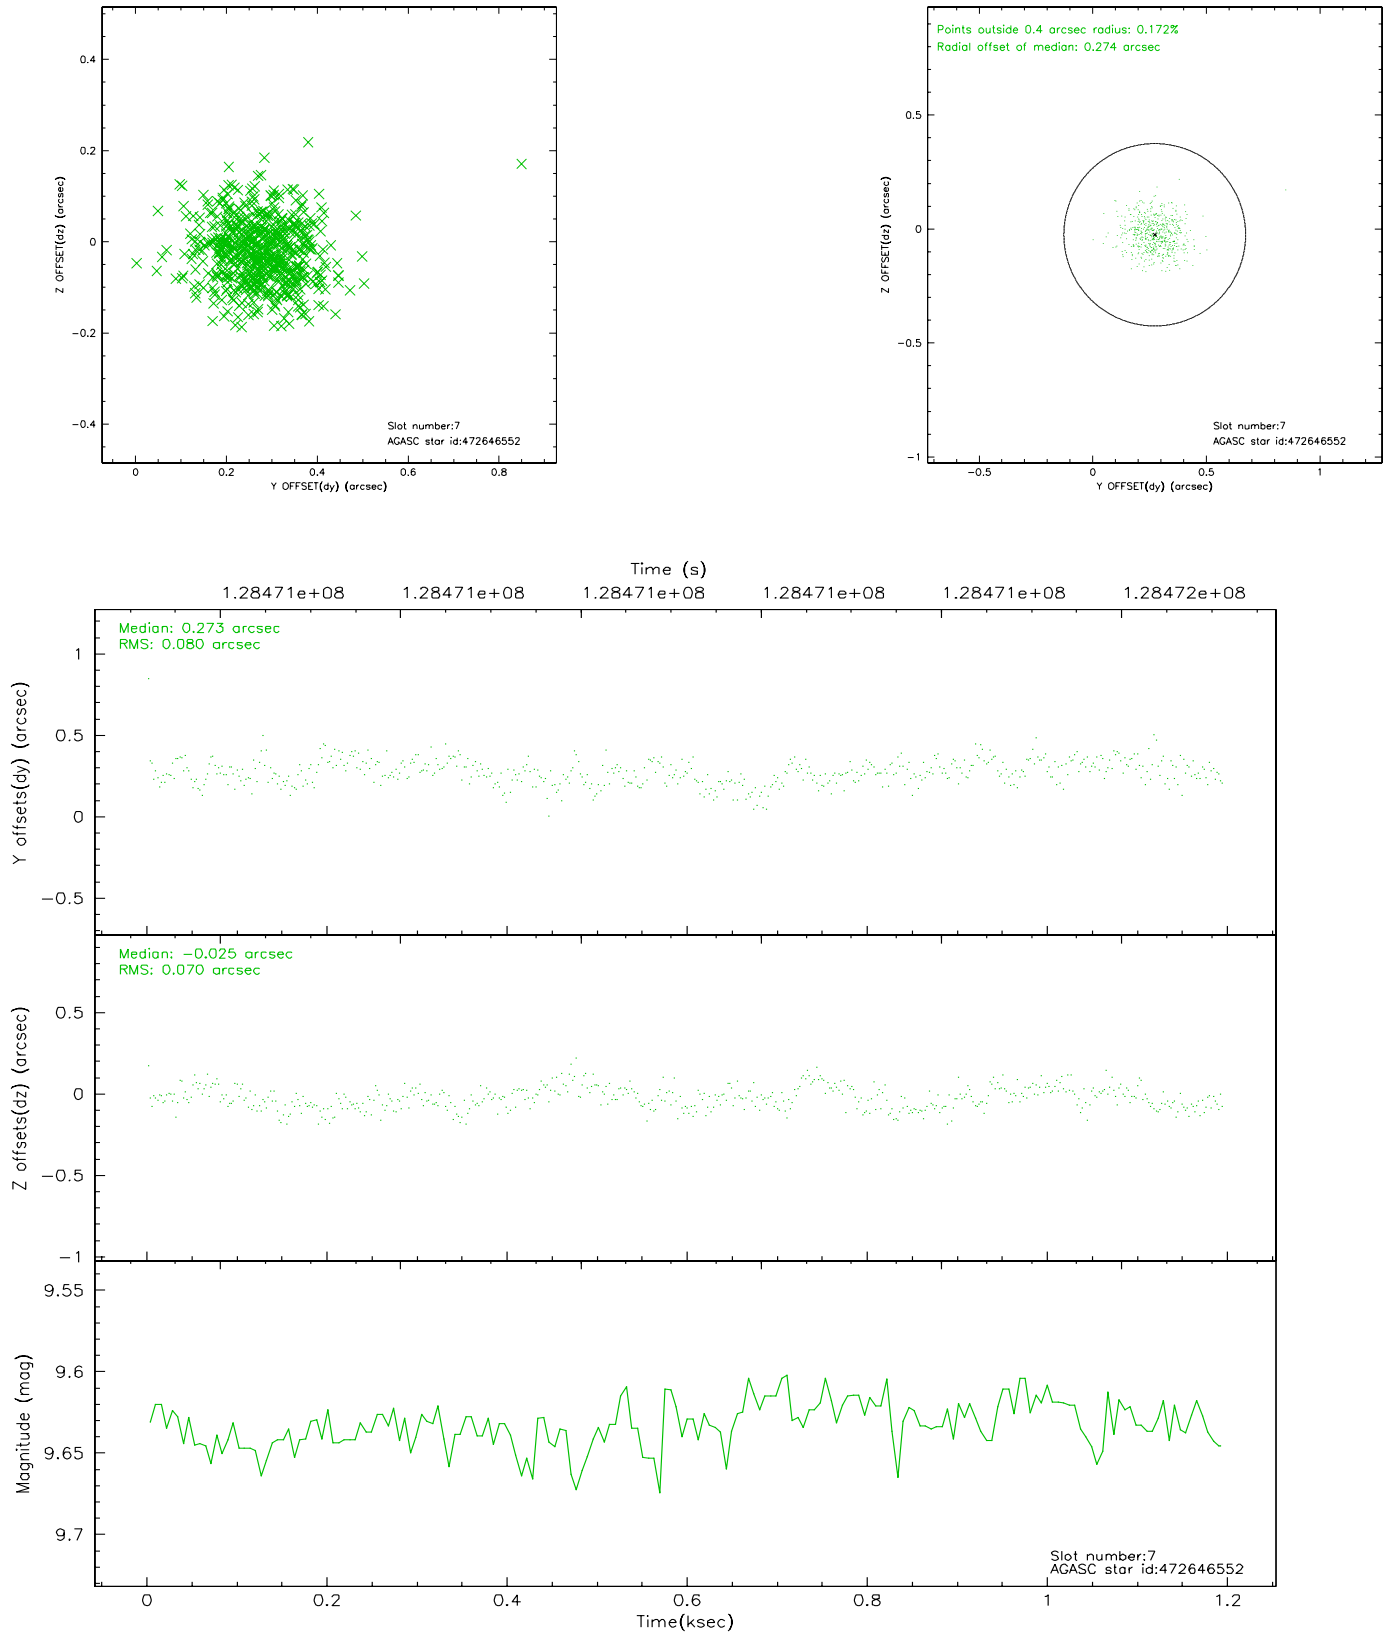 0.4
0.2
0
−0.2
−0.4
Z OFFSET(dz) (arcsec)
0
0.2
0.4
0.6
0.8
Y OFFSET(dy) (arcsec)
Slot number:7
AGASC star id:472646552
Points outside 0.4 arcsec radius: 0.172%
Radial offset of median: 0.274 arcsec
0.5
0
−0.5
−1
Z OFFSET(dz) (arcsec)
−0.5
0
0.5
1
Y OFFSET(dy) (arcsec)
Slot number:7
AGASC star id:472646552
Time (s)
1.28471e+08
1.28471e+08
1.28471e+08
1.28471e+08
1.28471e+08
1.28472e+08
Median: 0.273 arcsec
RMS: 0.080 arcsec
1
0.5
0
−0.5
Y offsets(dy) (arcsec)
Median: −0.025 arcsec
RMS: 0.070 arcsec
0.5
0
−0.5
−1
Z offsets(dz) (arcsec)
9.55
9.6
9.65
9.7
Magnitude (mag)
Slot number:7
AGASC star id:472646552
0
0.2
0.4
0.6
0.8
1
1.2
Time(ksec)